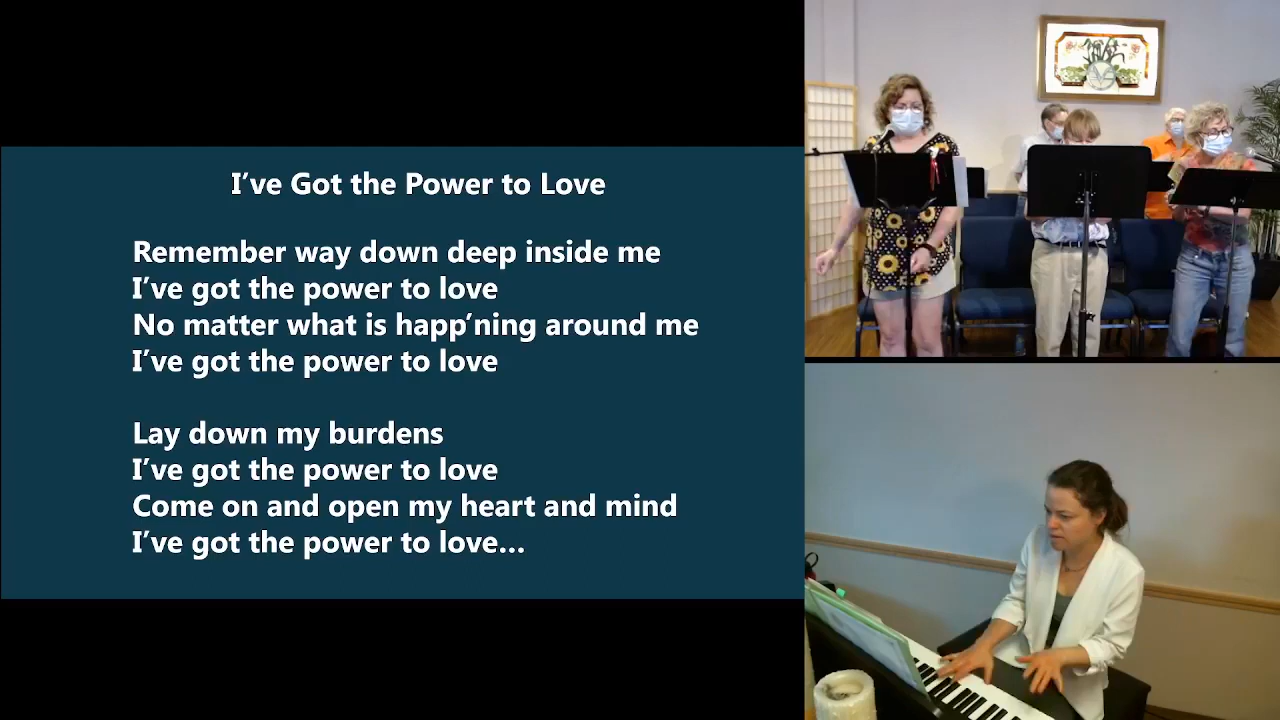 I’ve Got the Power to Love
Remember way down deep inside me
I’ve got the power to love
No matter what is happ’ning around me
I’ve got the power to love
Lay down my burdens
I’ve got the power to love
Come on and open my heart and mind
I’ve got the power to love...